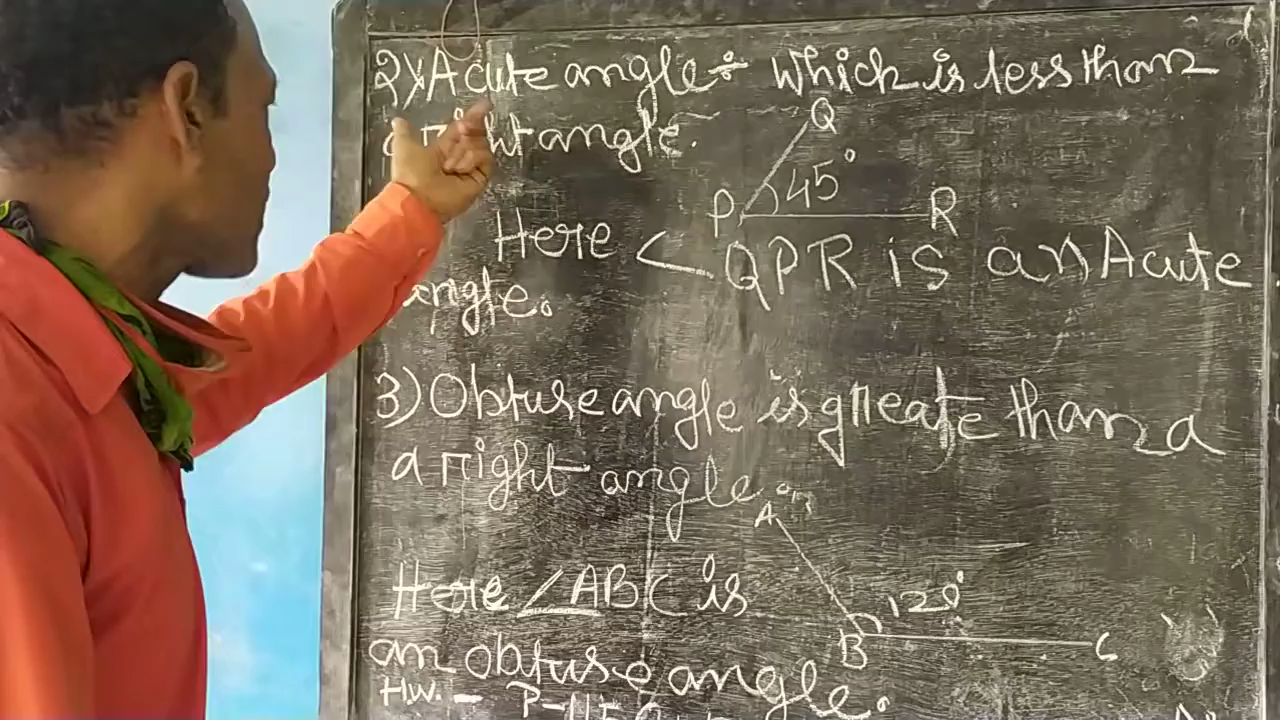 2) Acute angle ÷ which is less than
a right angle.
Q
45°
P R
Here ∠QPR is an Acute
angle.
3) Obtuse angle is greate than a
a right angle.
A
Here ∠ABC is
120°
B C
an obtuse angle.
H.W. - P-